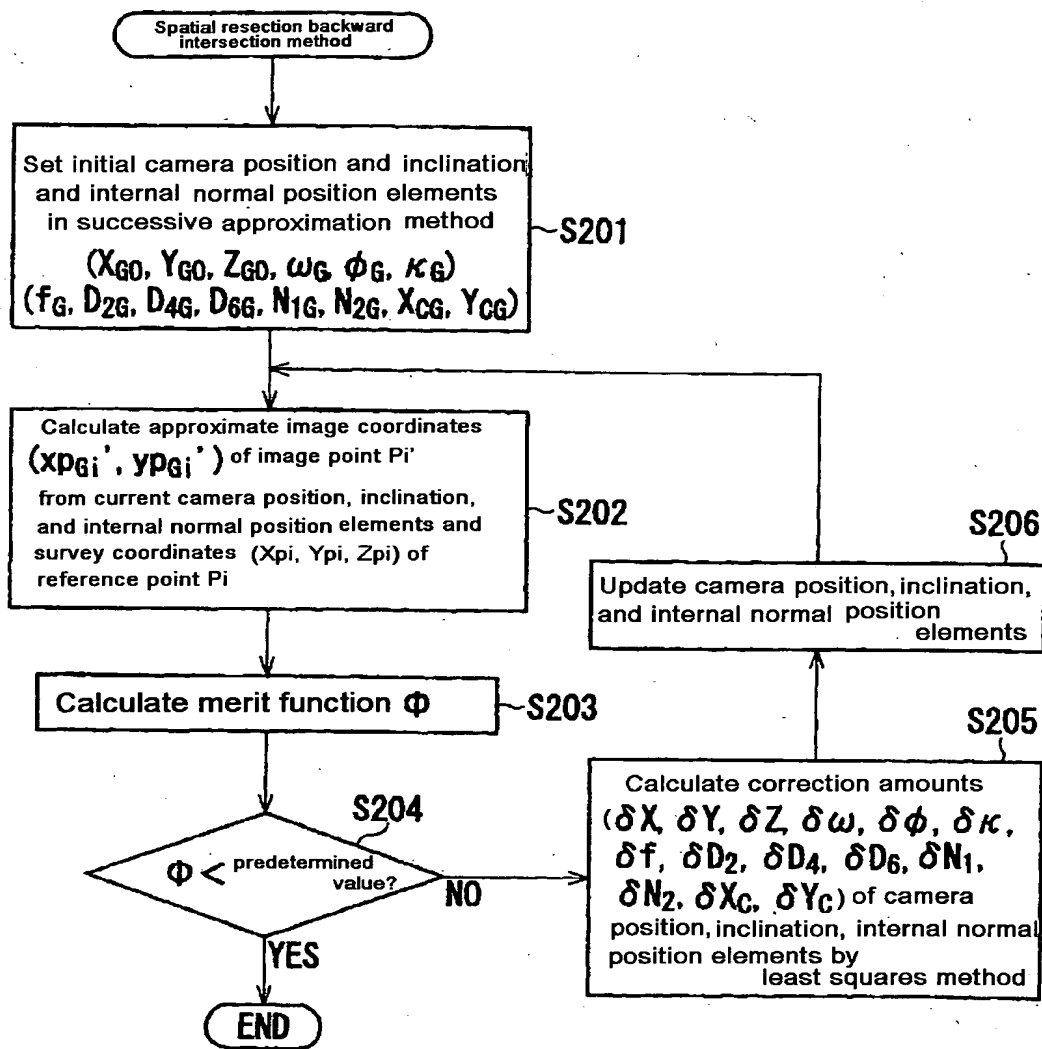 Spatial resection backward
intersection method
Set initial camera position and inclination
and internal normal position elements
in successive approximation method
(XGO, YGO, ZGO, ωG, ϕG, κG)
(fG, D2G, D4G, D6G, N1G, N2G, XCG, YCG)
S201
Calculate approximate image coordinates
(xpGi', ypGi') of image point Pi'
from current camera position, inclination,
and internal normal position elements and
survey coordinates (Xpi, Ypi, Zpi) of
reference point Pi
S202
Calculate merit function Φ
S203
S204
Φ < predetermined
value?
NO
YES
END
S205
Calculate correction amounts
(δX, δY, δZ, δω, δϕ, δκ,
δf, δD2, δD4, δD6, δN1,
δN2, δXC, δYC) of camera
position, inclination, internal normal
position elements by
least squares method
S206
Update camera position, inclination,
and internal normal position
elements